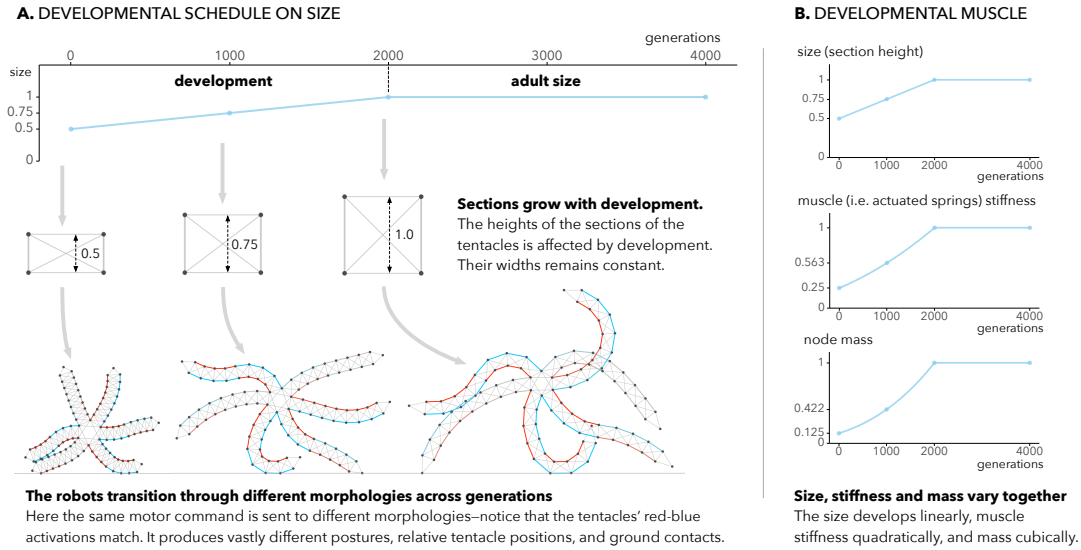 A. DEVELOPMENTAL SCHEDULE ON SIZE
generations
0 1000 2000 3000 4000
size
development adult size
1
0.75
0.5
0
0.5
0.75
1.0
Sections grow with development.
The heights of the sections of the
tentacles is affected by development.
Their widths remains constant.
The robots transition through different morphologies across generations
Here the same motor command is sent to different morphologies—notice that the tentacles' red-blue
activations match. It produces vastly different postures, relative tentacle positions, and ground contacts.
B. DEVELOPMENTAL MUSCLE
size (section height)
1
0.75
0.5
0
0 1000 2000 4000
generations
muscle (i.e. actuated springs) stiffness
1
0.563
0.25
0
0 1000 2000 4000
generations
node mass
1
0.422
0.125
0
0 1000 2000 4000
generations
Size, stiffness and mass vary together
The size develops linearly, muscle
stiffness quadratically, and mass cubically.